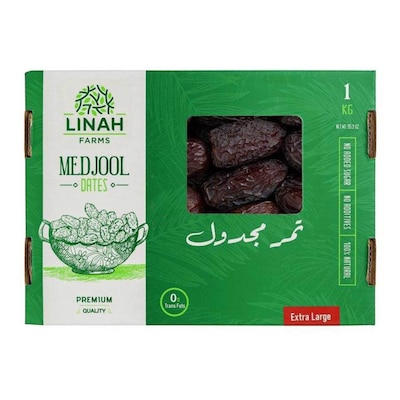 LINAH
FARMS
MEDJOOL
DATES
PREMIUM
QUALITY
تمر مجدول
0g
Trans Fats
Extra Large
1
KG
NO ADDED SUGAR
NO ADDITIVES
100% NATURAL